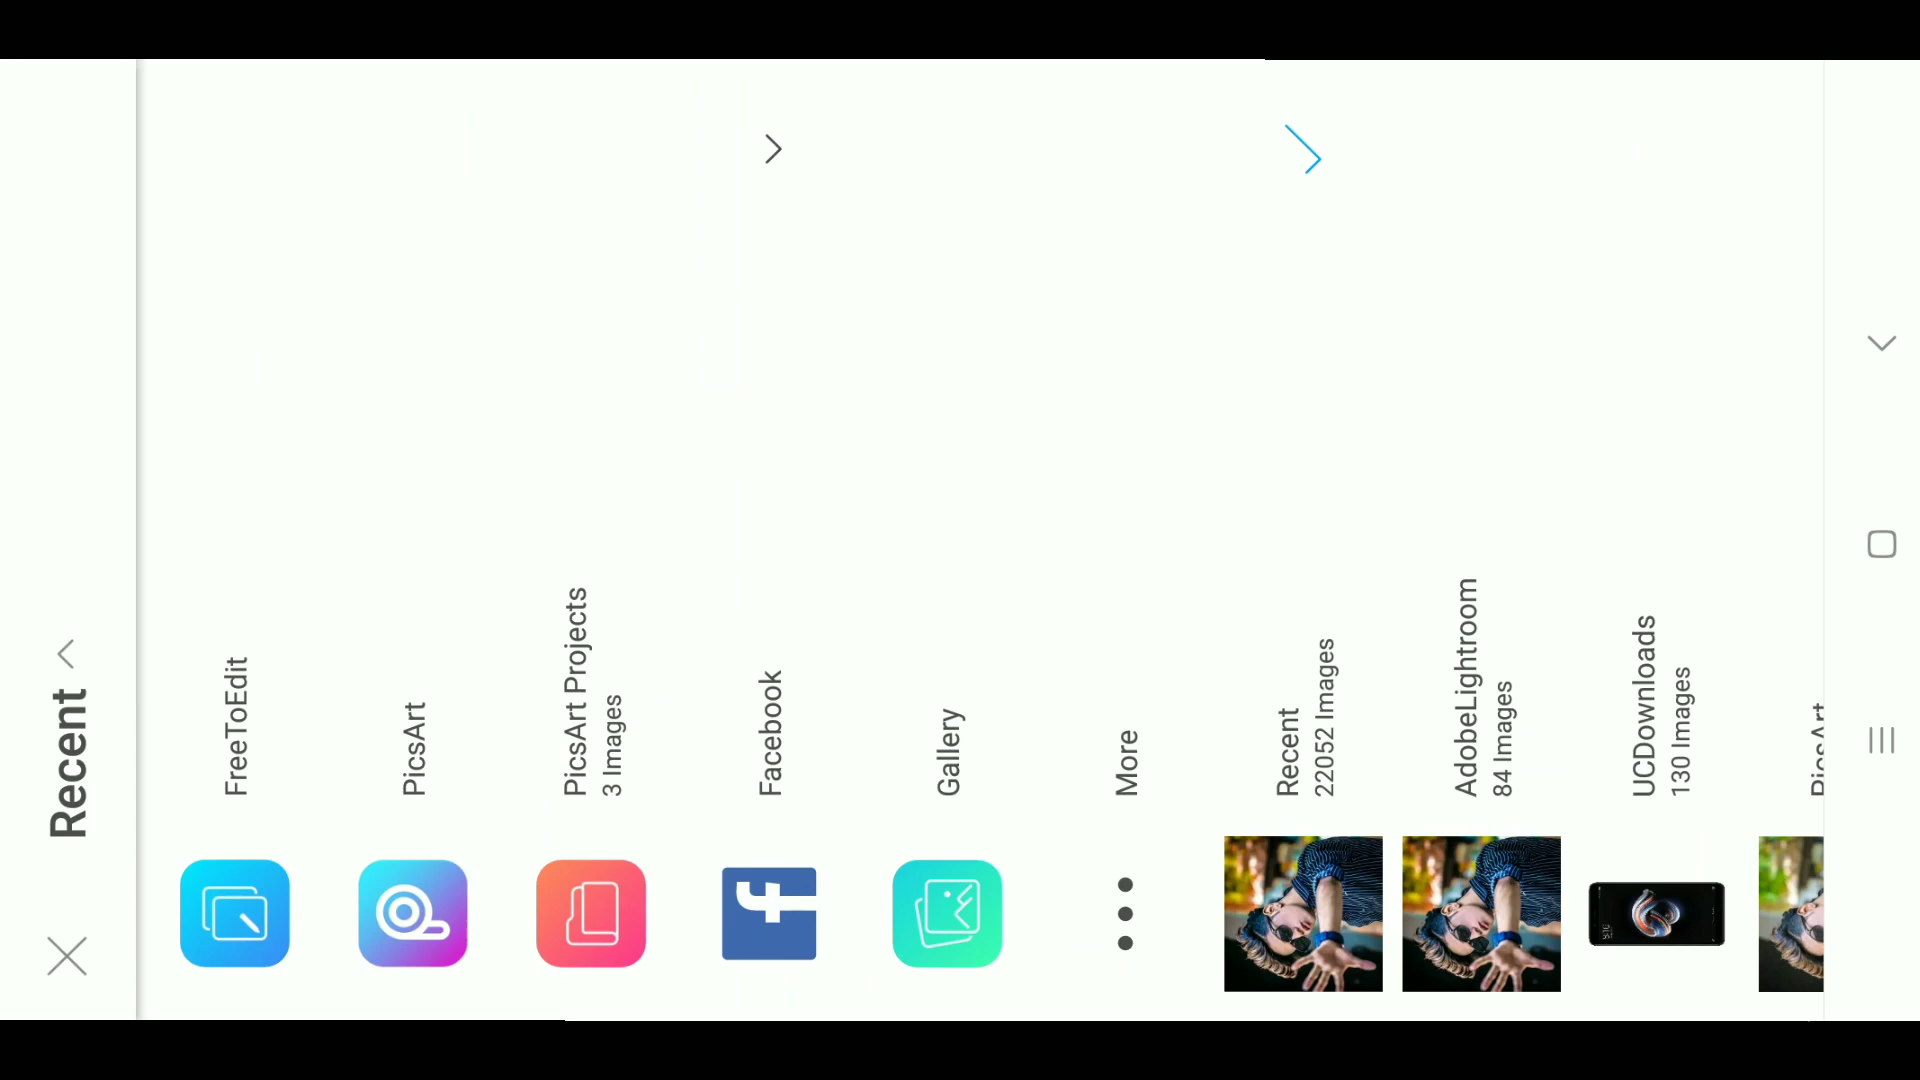 Recent
FreeToEdit
PicsArt
PicsArt Projects
3 Images
Facebook
Gallery
More
Recent
22052 Images
AdobeLightroom
84 Images
UCDownloads
130 Images
PicsArt